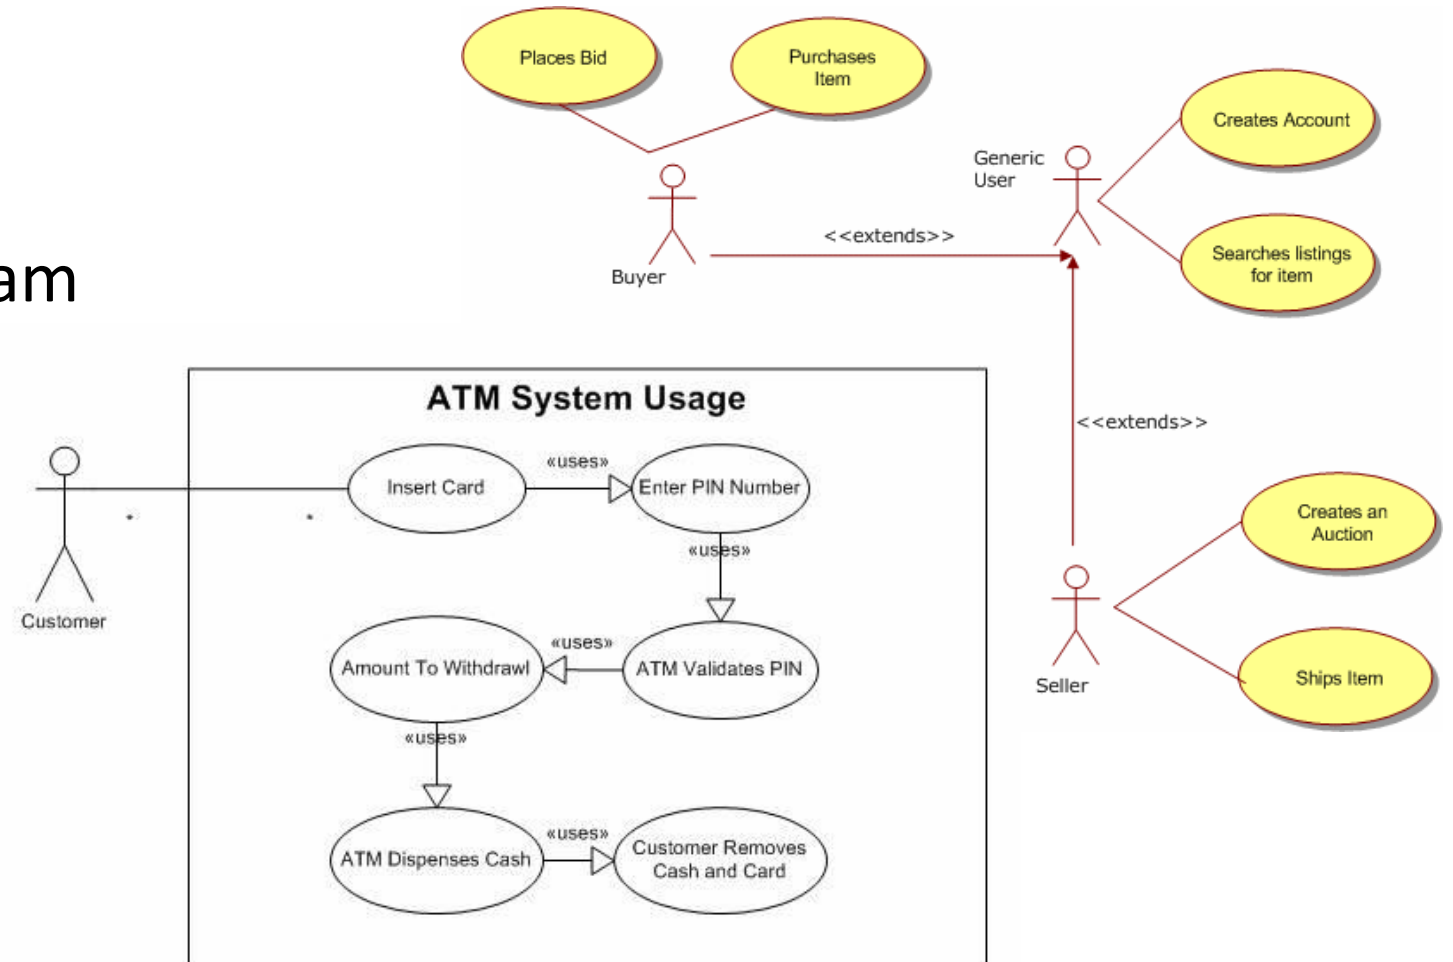 Places Bid
Purchases
Item
Creates Account
Generic
User
<<extends>>
Searches listings
for item
Buyer
am
ATM System Usage
<<extends>>
«uses»
Insert Card
Enter PIN Number
Creates an
Auction
* *
«uses»
Customer
«uses»
Amount To Withdrawl
ATM Validates PIN
Seller
Ships Item
«uses»
«uses»
ATM Dispenses Cash
Customer Removes
Cash and Card